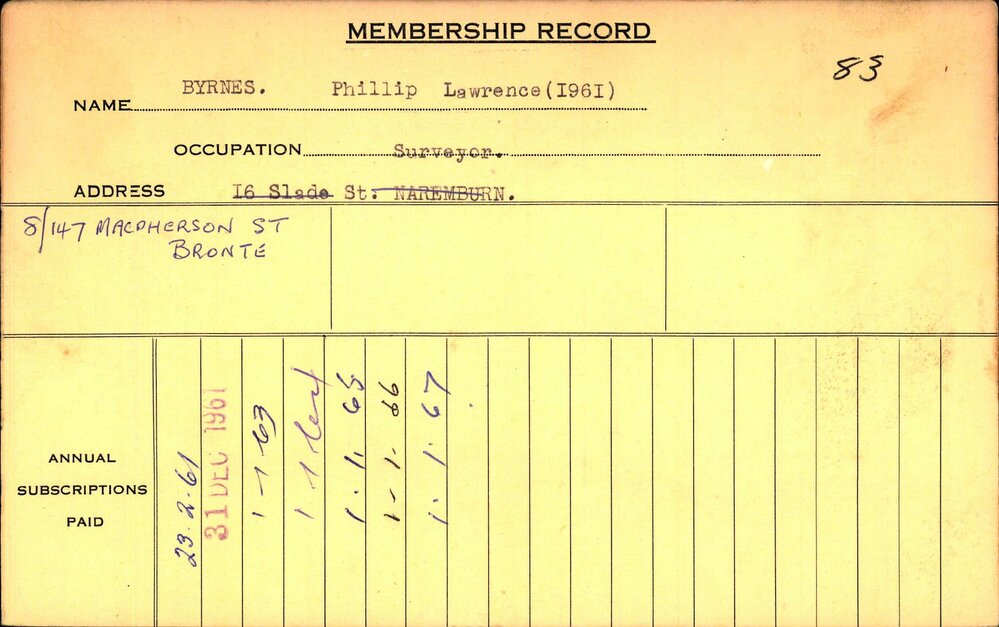 MEMBERSHIP RECORD
83
NAME BYRNES. Phillip Lawrence(I96I)
OCCUPATION Surveyor.
ADDRESS I6 Slade St. NAREMBURN.
8/147 MACPHERSON ST
BRONTE
ANNUAL
SUBSCRIPTIONS
PAID
23.2.61
31 DEC 1961
1-1-63
1.1.65
1-1-66
1.1.67